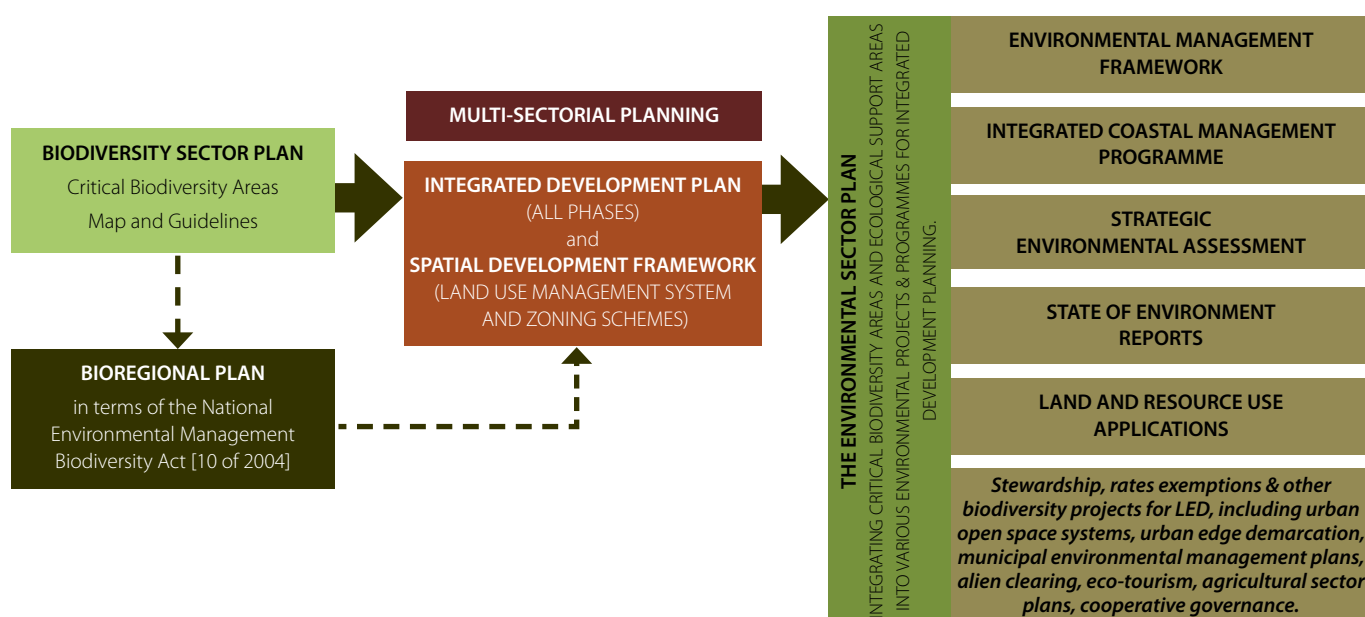 BIODIVERSITY SECTOR PLAN
Critical Biodiversity Areas
Map and Guidelines
BIOREGIONAL PLAN
in terms of the National
Environmental Management
Biodiversity Act [10 of 2004]
MULTI-SECTORIAL PLANNING
INTEGRATED DEVELOPMENT PLAN
(ALL PHASES)
and
SPATIAL DEVELOPMENT FRAMEWORK
(LAND USE MANAGEMENT SYSTEM
AND ZONING SCHEMES)
THE ENVIRONMENTAL SECTOR PLAN
INTEGRATING CRITICAL BIODIVERSITY AREAS AND ECOLOGICAL SUPPORT AREAS
INTO VARIOUS ENVIRONMENTAL PROJECTS & PROGRAMMES FOR INTEGRATED
DEVELOPMENT PLANNING.
ENVIRONMENTAL MANAGEMENT
FRAMEWORK
INTEGRATED COASTAL MANAGEMENT
PROGRAMME
STRATEGIC
ENVIRONMENTAL ASSESSMENT
STATE OF ENVIRONMENT
REPORTS
LAND AND RESOURCE USE
APPLICATIONS
Stewardship, rates exemptions & other
biodiversity projects for LED, including urban
open space systems, urban edge demarcation,
municipal environmental management plans,
alien clearing, eco-tourism, agricultural sector
plans, cooperative governance.